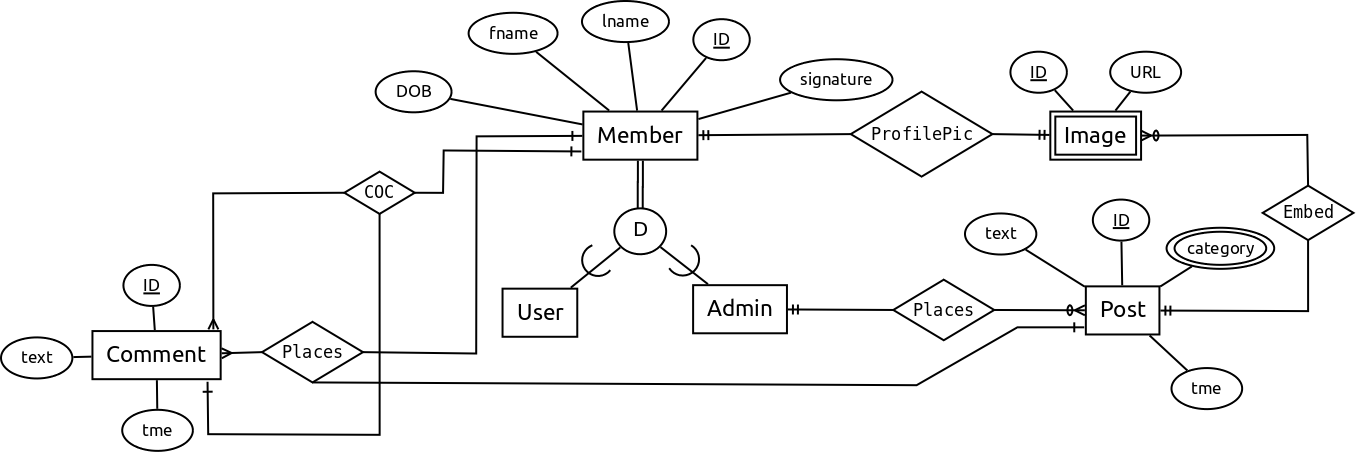 lname
fname
ID
signature
DOB
ID
URL
Member
ProfilePic
Image
COC
Embed
D
text
ID
category
User
Admin
Places
Post
ID
text
Comment
Places
tme
tme